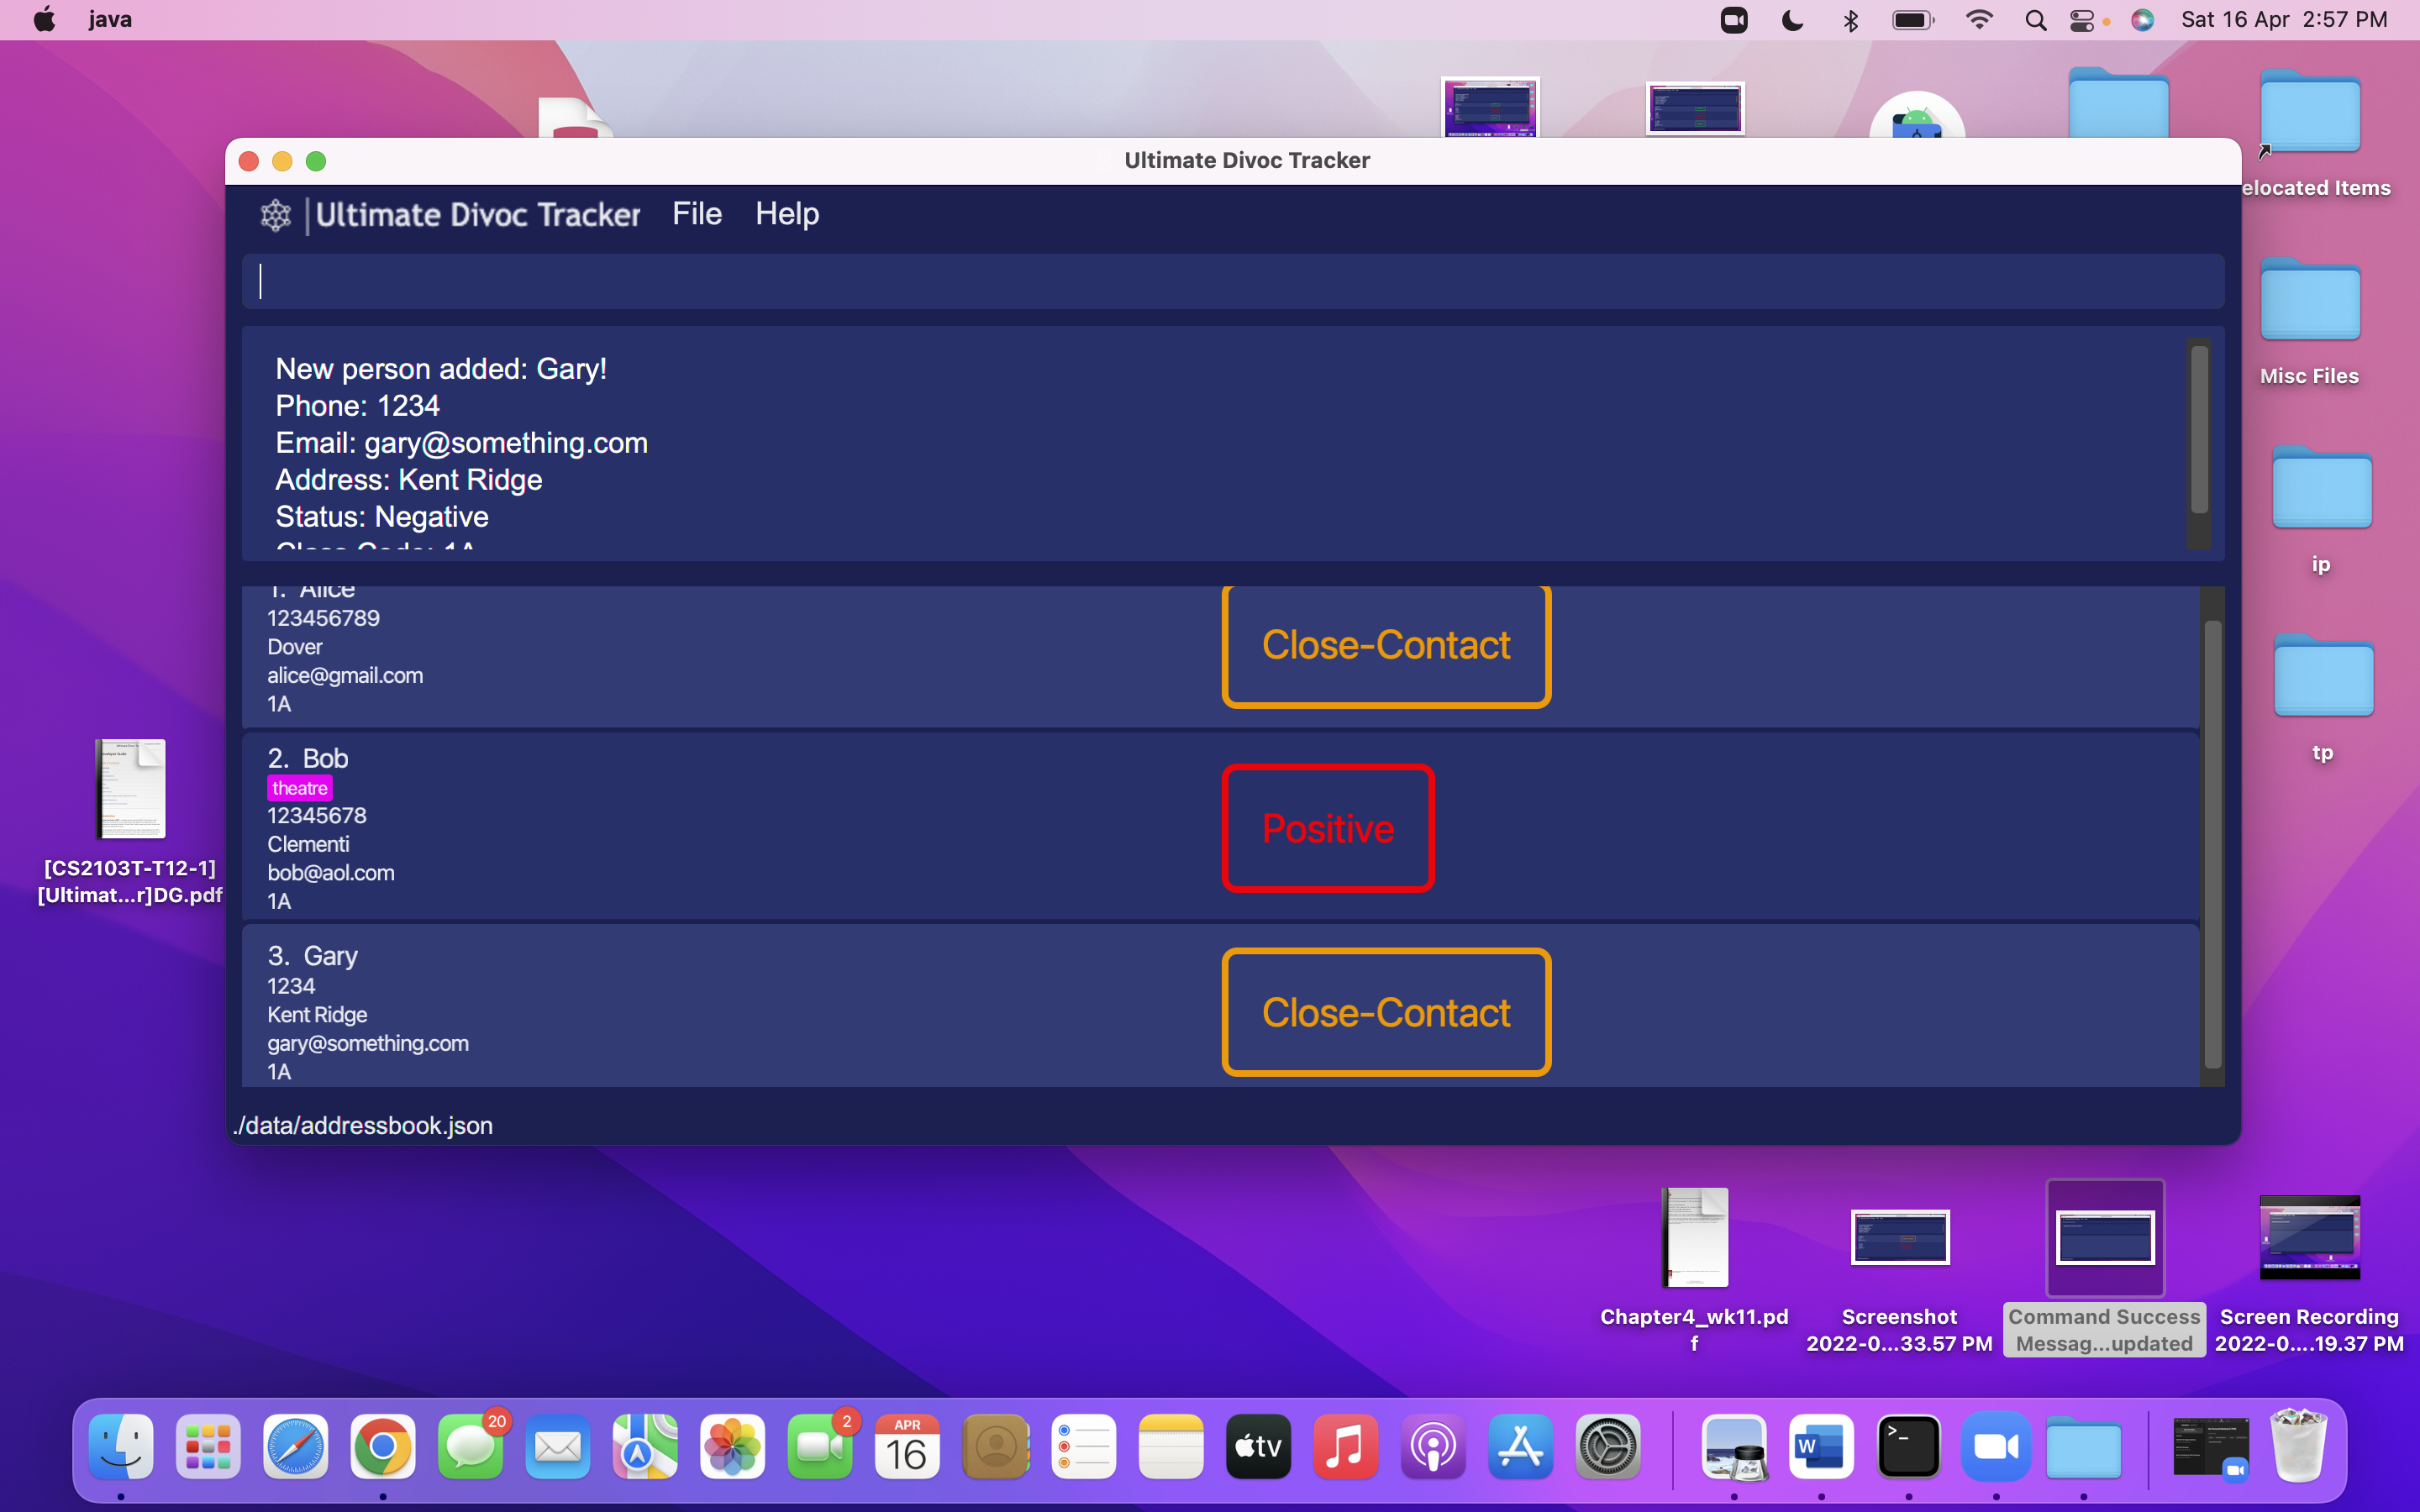 java
Sat 16 Apr 2:57 PM
elocated Items
Ultimate Divoc Tracker
Ultimate Divoc Tracker File Help
New person added: Gary!
Phone: 1234
Email: gary@something.com
Address: Kent Ridge
Status: Negative
Class Code: 1A
1. Alice
123456789
Dover
alice@gmail.com
1A
Close-Contact
2. Bob
theatre
12345678
Clementi
bob@aol.com
1A
Positive
3. Gary
1234
Kent Ridge
gary@something.com
1A
Close-Contact
./data/addressbook.json
Misc Files
ip
tp
[CS2103T-T12-1]
[Ultimat...r]DG.pdf
Chapter4_wk11.pd
f
Screenshot
2022-0...33.57 PM
Command Success
Messag...updated
Screen Recording
2022-0....19.37 PM
20
2
APR
16
tv
W
>_